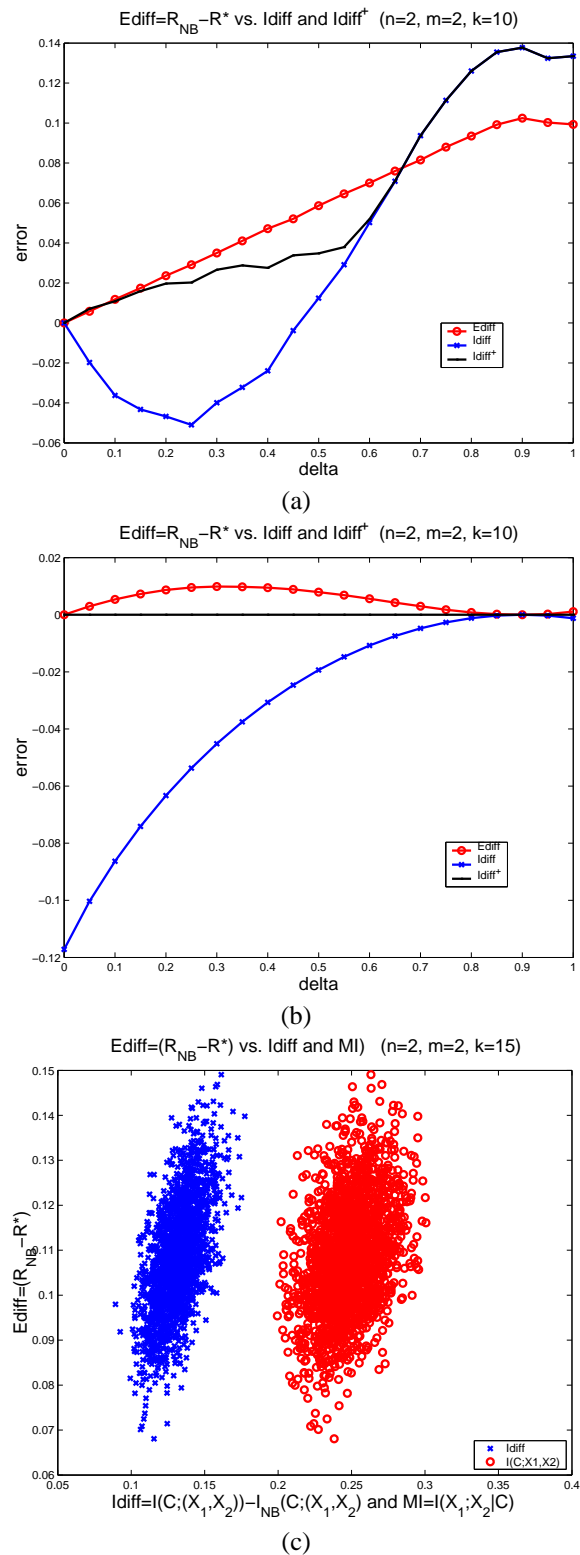 Ediff=R_NB−R* vs. Idiff and Idiff⁺ (n=2, m=2, k=10)
0.14
0.12
0.1
0.08
0.06
0.04
0.02
0
−0.02
−0.04
−0.06
error
Ediff
Idiff
Idiff⁺
0 0.1 0.2 0.3 0.4 0.5 0.6 0.7 0.8 0.9 1
delta
(a)
Ediff=R_NB−R* vs. Idiff and Idiff⁺ (n=2, m=2, k=10)
0.02
0
−0.02
−0.04
−0.06
−0.08
−0.1
−0.12
error
Ediff
Idiff
Idiff⁺
0 0.1 0.2 0.3 0.4 0.5 0.6 0.7 0.8 0.9 1
delta
(b)
Ediff=(R_NB−R*) vs. Idiff and MI) (n=2, m=2, k=15)
0.15
0.14
0.13
0.12
0.11
0.1
0.09
0.08
0.07
0.06
Ediff=(R_NB−R*)
Idiff
I(C;X1,X2)
0.05 0.1 0.15 0.2 0.25 0.3 0.35 0.4
Idiff=I(C;(X_1,X_2))−I_NB(C;(X_1,X_2) and MI=I(X_1;X_2|C)
(c)